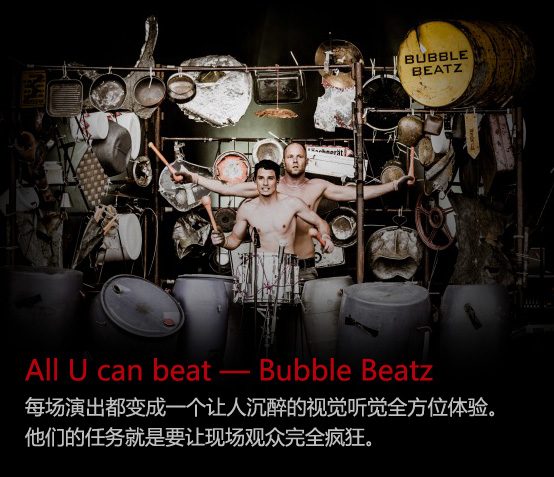 BUBBLE
BEATZ
All U can beat — Bubble Beatz
每场演出都变成一个让人沉醉的视觉听觉全方位体验。
他们的任务就是要让现场观众完全疯狂。